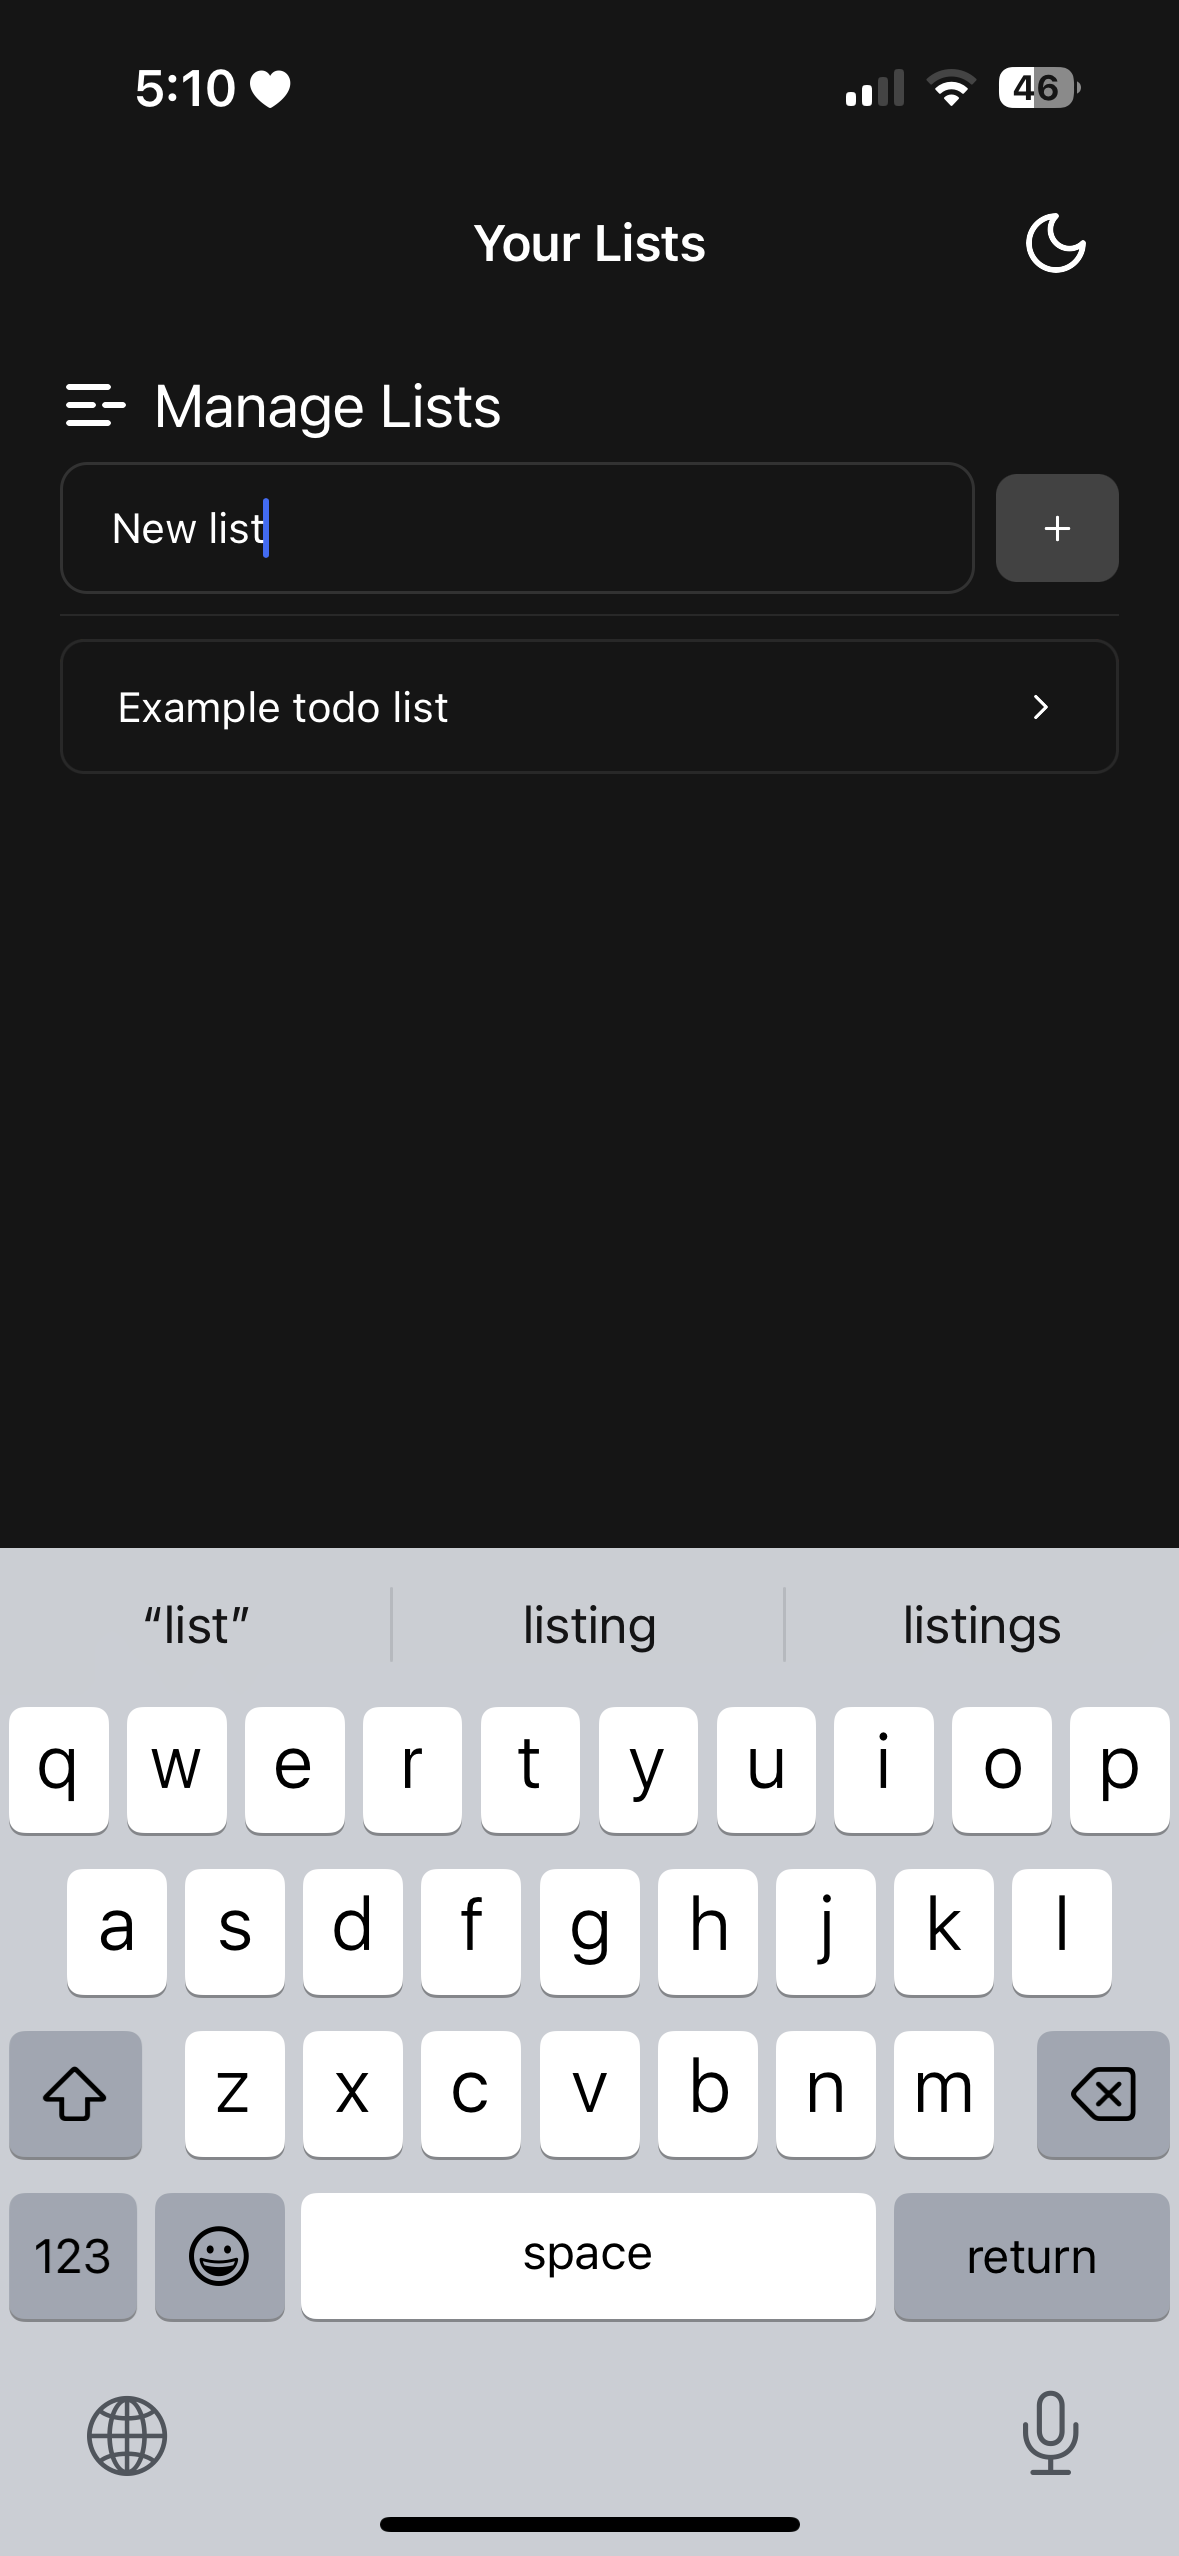 5:10
46
Your Lists
Manage Lists
New list
+
Example todo list
“list” listing listings
q w e r t y u i o p
a s d f g h j k l
z x c v b n m
123 space return